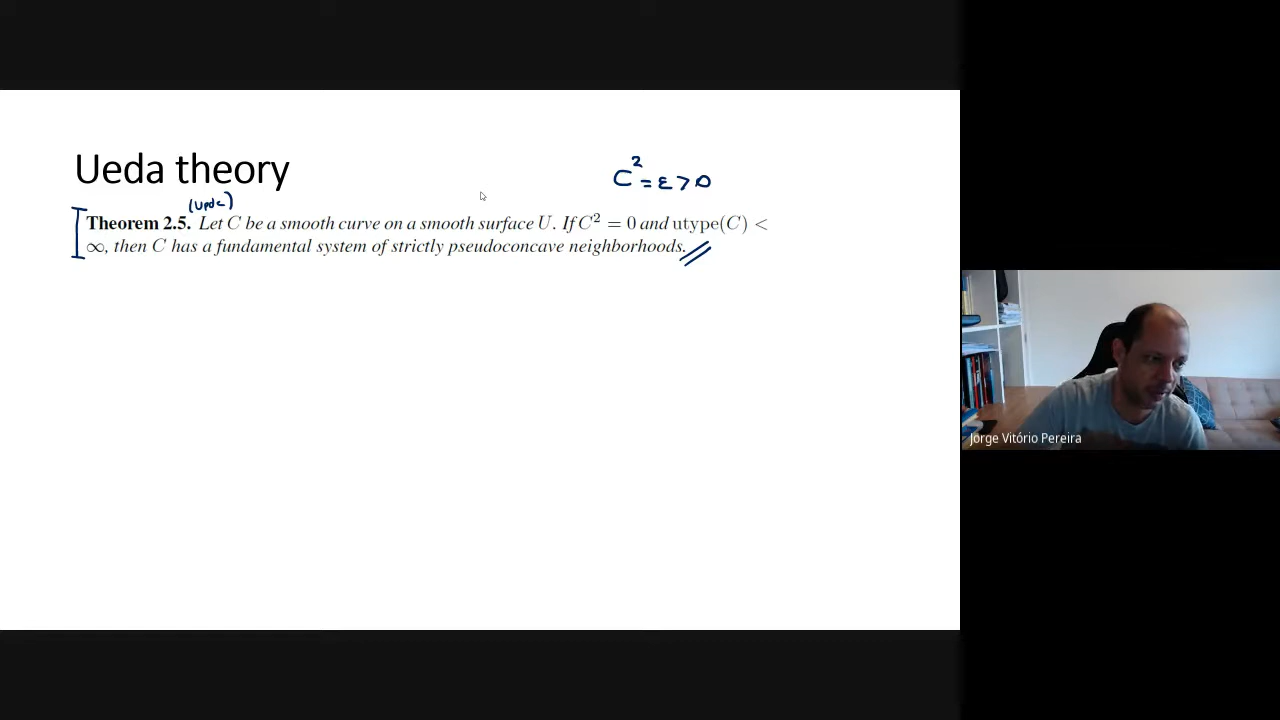 Ueda theory
C² = ε > 0
(Ueda)
Theorem 2.5. Let C be a smooth curve on a smooth surface U. If C² = 0 and utype(C) <
∞, then C has a fundamental system of strictly pseudoconcave neighborhoods.
Jorge Vitório Pereira